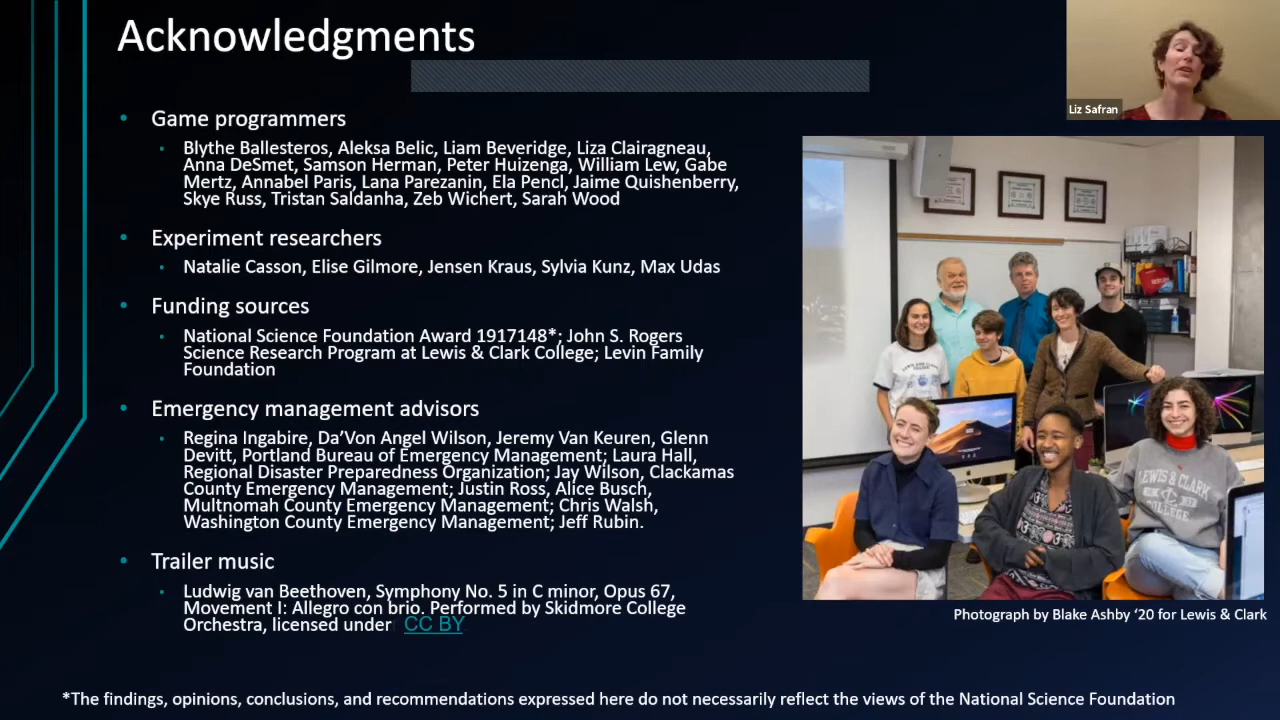 Acknowledgments
Liz Safran
• Game programmers
• Blythe Ballesteros, Aleksa Belic, Liam Beveridge, Liza Clairagneau,
Anna DeSmet, Samson Herman, Peter Huizenga, William Lew, Gabe
Mertz, Annabel Paris, Lana Parezanin, Ela Pencl, Jaime Quishenberry,
Skye Russ, Tristan Saldanha, Zeb Wichert, Sarah Wood
• Experiment researchers
• Natalie Casson, Elise Gilmore, Jensen Kraus, Sylvia Kunz, Max Udas
• Funding sources
• National Science Foundation Award 1917148*; John S. Rogers
Science Research Program at Lewis & Clark College; Levin Family
Foundation
• Emergency management advisors
• Regina Ingabire, Da’Von Angel Wilson, Jeremy Van Keuren, Glenn
Devitt, Portland Bureau of Emergency Management; Laura Hall,
Regional Disaster Preparedness Organization; Jay Wilson, Clackamas
County Emergency Management; Justin Ross, Alice Busch,
Multnomah County Emergency Management; Chris Walsh,
Washington County Emergency Management; Jeff Rubin.
• Trailer music
• Ludwig van Beethoven, Symphony No. 5 in C minor, Opus 67,
Movement I: Allegro con brio. Performed by Skidmore College
Orchestra, licensed under CC BY
LEWIS & CLARK
COLLEGE
Photograph by Blake Ashby ‘20 for Lewis & Clark
*The findings, opinions, conclusions, and recommendations expressed here do not necessarily reflect the views of the National Science Foundation